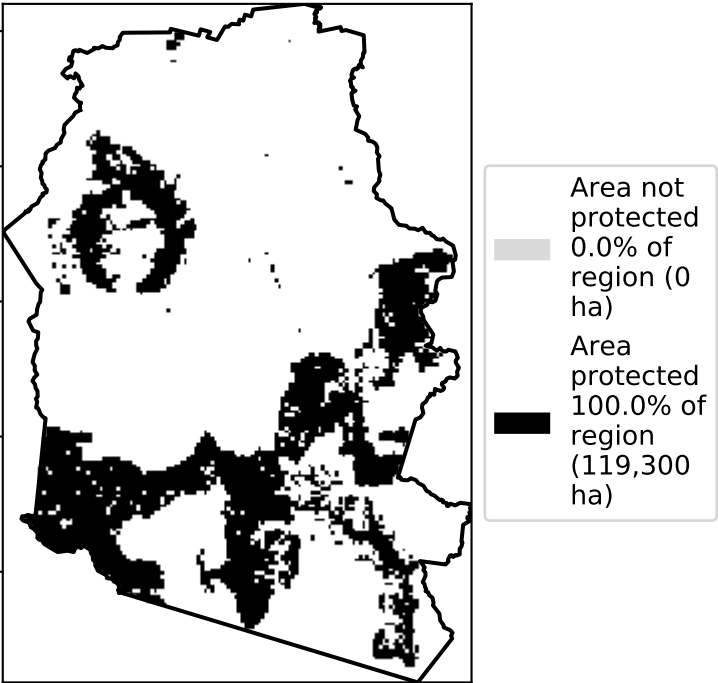 Area not
protected
0.0% of
region (0
ha)
Area
protected
100.0% of
region
(119,300
ha)